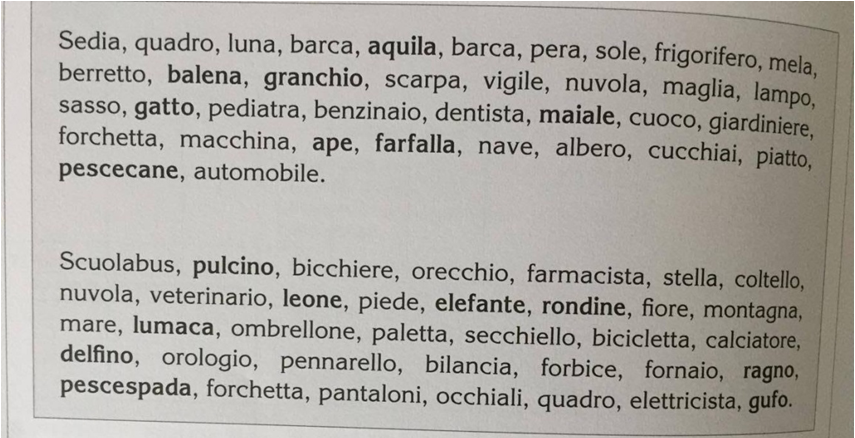 Sedia, quadro, luna, barca, aquila, barca, pera, sole, frigorifero, mela,
berretto, balena, granchio, scarpa, vigile, nuvola, maglia, lampo,
sasso, gatto, pediatra, benzinaio, dentista, maiale, cuoco, giardiniere,
forchetta, macchina, ape, farfalla, nave, albero, cucchiai, piatto,
pescecane, automobile.
Scuolabus, pulcino, bicchiere, orecchio, farmacista, stella, coltello,
nuvola, veterinario, leone, piede, elefante, rondine, fiore, montagna,
mare, lumaca, ombrellone, paletta, secchiello, bicicletta, calciatore,
delfino, orologio, pennarello, bilancia, forbice, fornaio, ragno,
pescespada, forchetta, pantaloni, occhiali, quadro, elettricista, gufo.